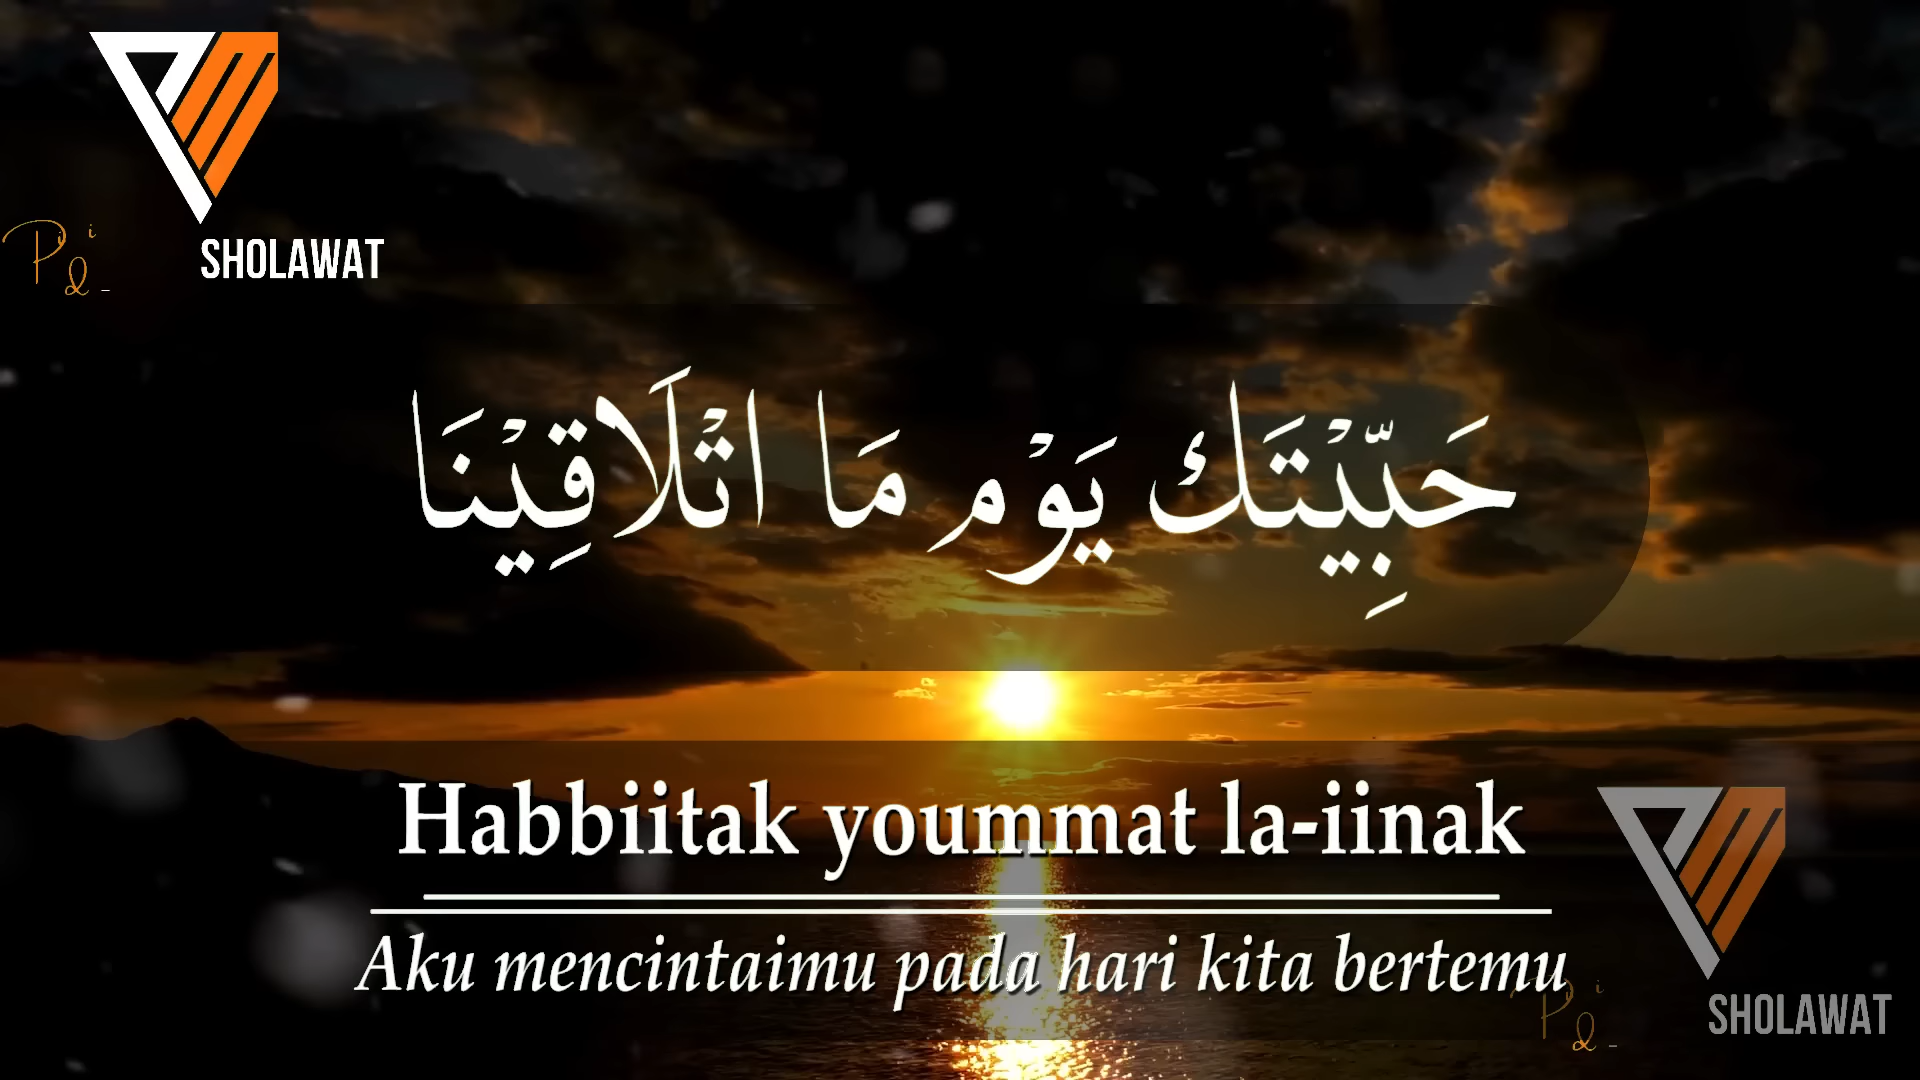 SHOLAWAT
حَبِّيْتَك يَوْم مَا اتْلَاقِيْنَا
Habbiitak yoummat la-iinak
Aku mencintaimu pada hari kita bertemu
SHOLAWAT